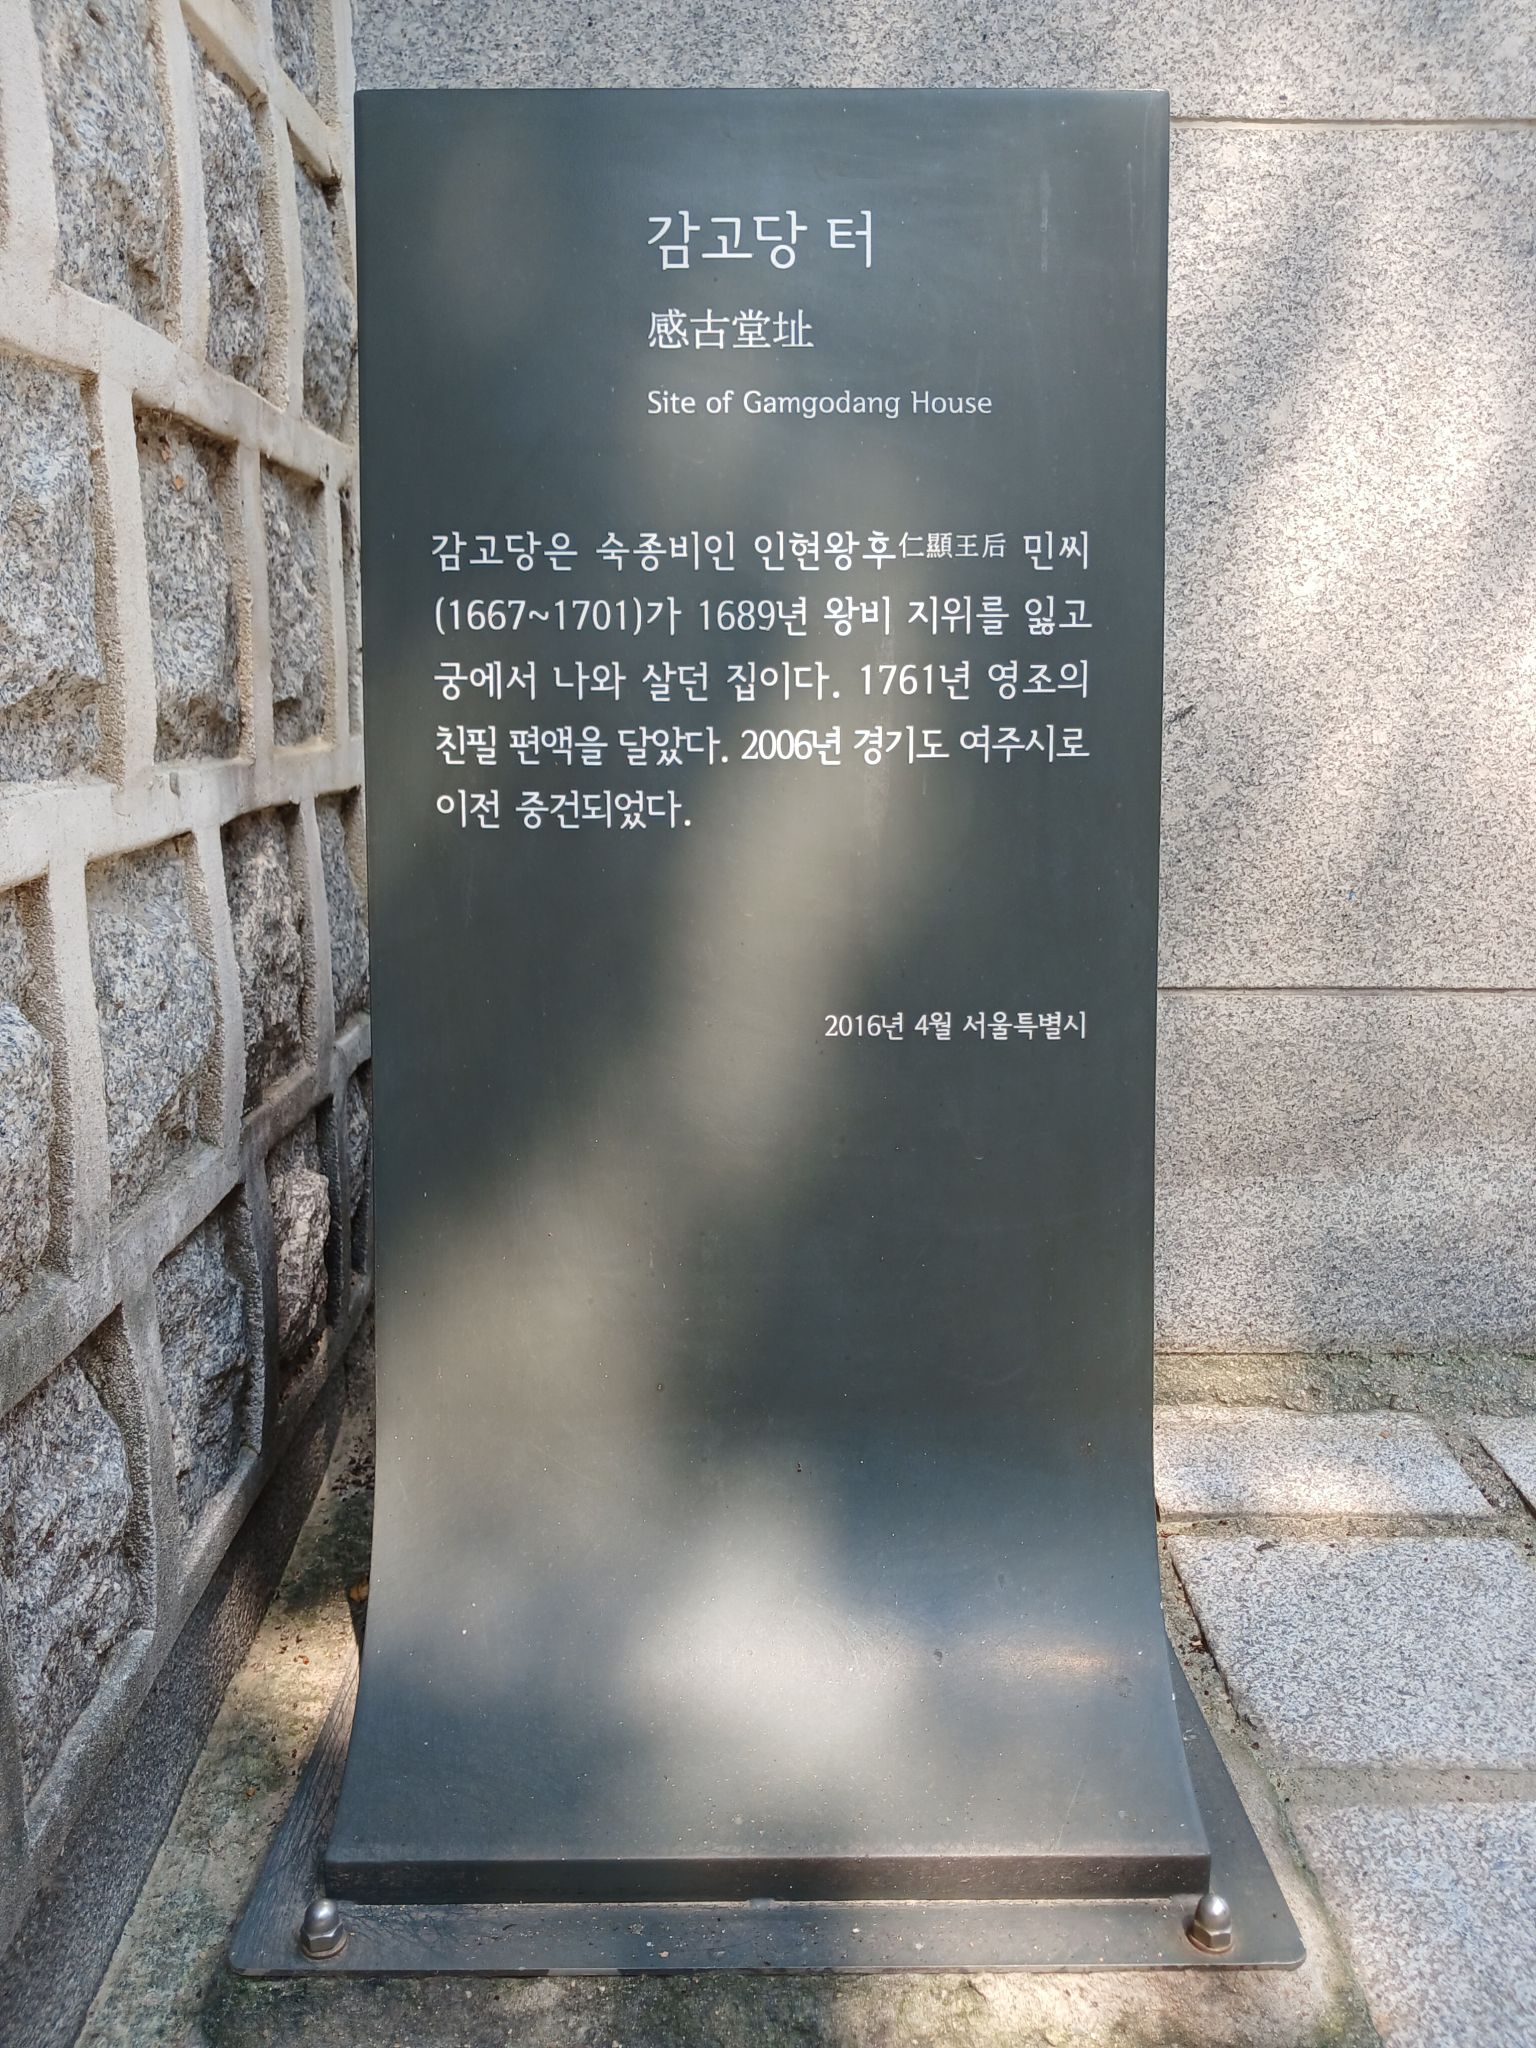 감고당 터
感古堂址
Site of Gamgodang House
감고당은 숙종비인 인현왕후仁顯王后 민씨
(1667~1701)가 1689년 왕비 지위를 잃고
궁에서 나와 살던 집이다. 1761년 영조의
친필 편액을 달았다. 2006년 경기도 여주시로
이전 중건되었다.
2016년 4월 서울특별시